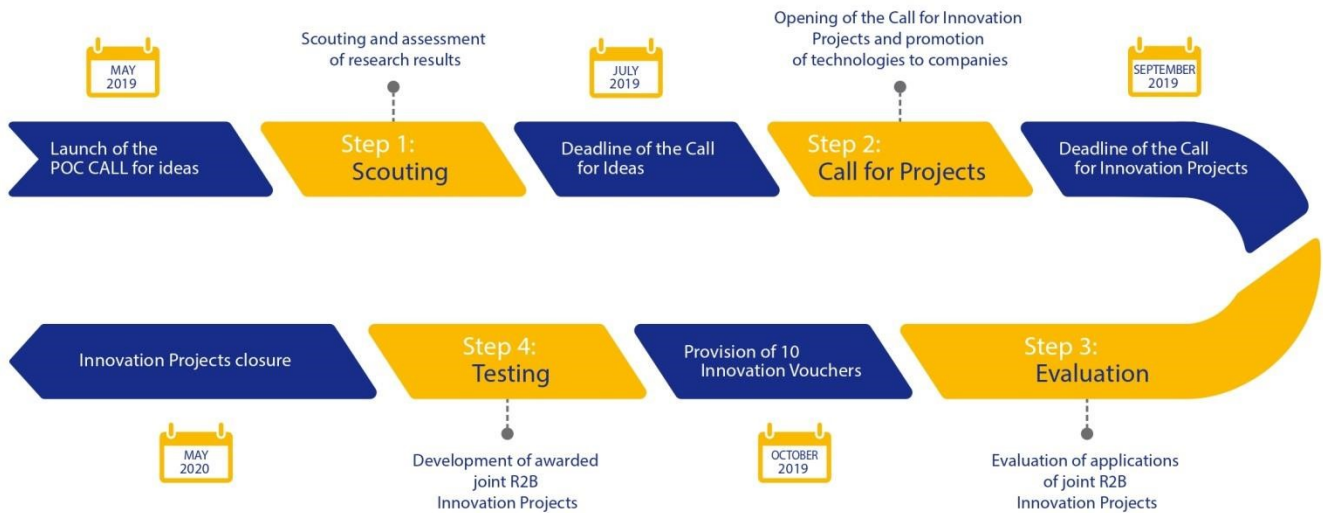 MAY
2019
Scouting and assessment
of research results
JULY
2019
Opening of the Call for Innovation
Projects and promotion
of technologies to companies
SEPTEMBER
2019
Launch of the
POC CALL for ideas
Step 1:
Scouting
Deadline of the Call
for Ideas
Step 2:
Call for Projects
Deadline of the Call
for Innovation Projects
Step 3:
Evaluation
Evaluation of applications
of joint R2B
Innovation Projects
Provision of 10
Innovation Vouchers
OCTOBER
2019
Step 4:
Testing
Development of awarded
joint R2B
Innovation Projects
Innovation Projects closure
MAY
2020